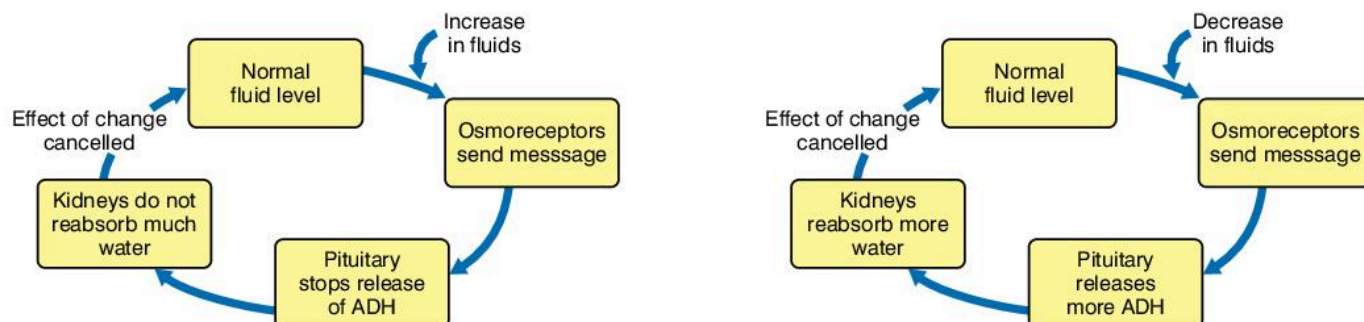 Increase
in fluids
Normal
fluid level
Effect of change
cancelled
Osmoreceptors
send messsage
Kidneys do not
reabsorb much
water
Pituitary
stops release
of ADH
Decrease
in fluids
Normal
fluid level
Effect of change
cancelled
Osmoreceptors
send messsage
Kidneys
reabsorb more
water
Pituitary
releases
more ADH